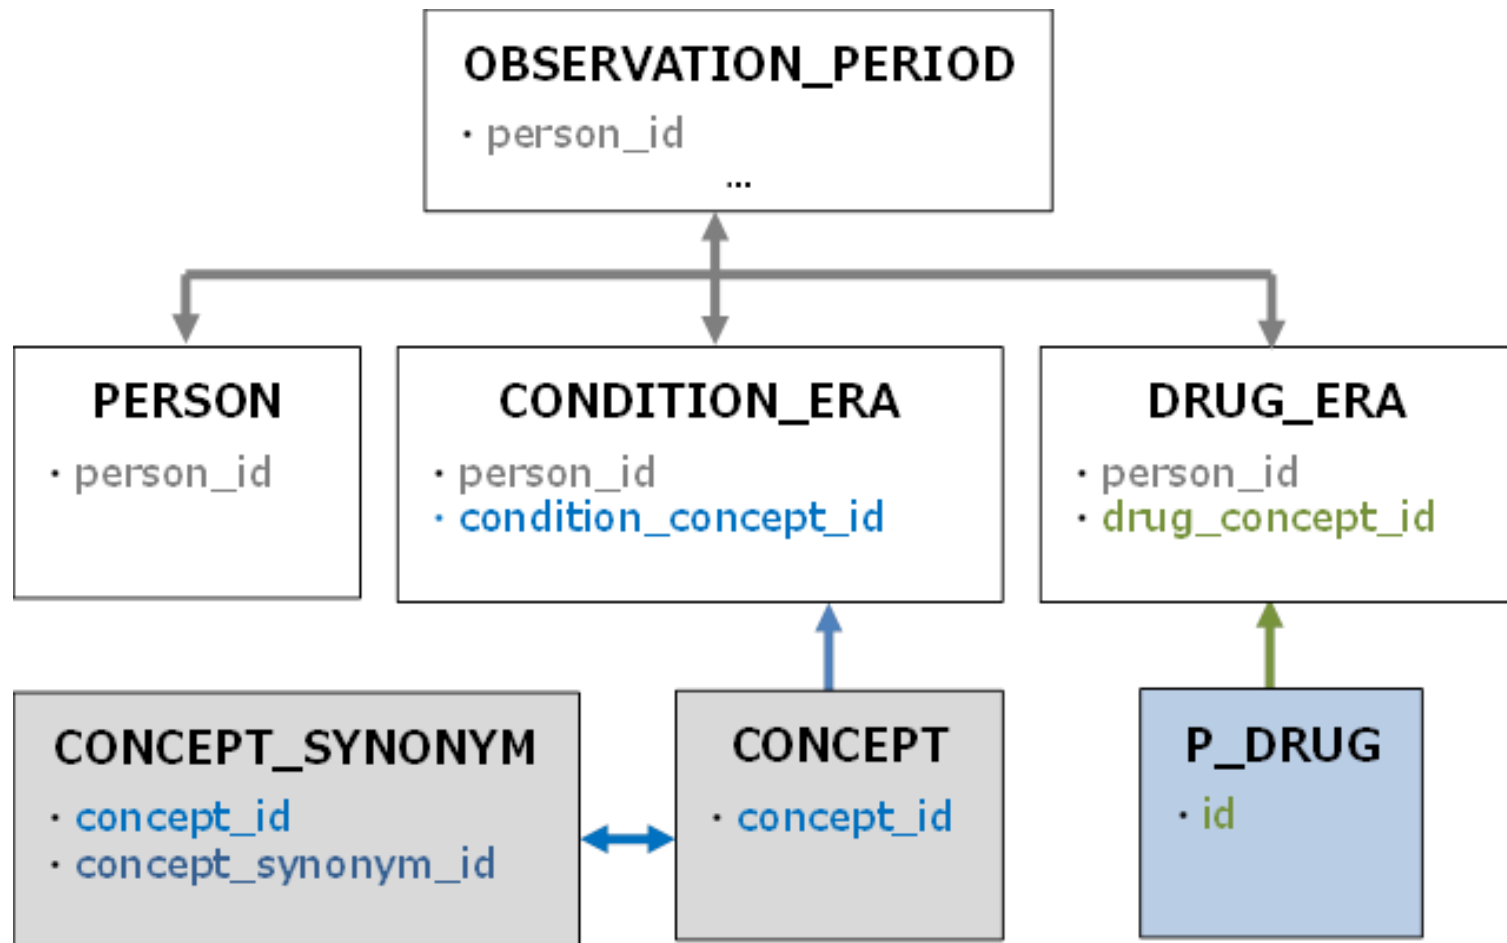 OBSERVATION_PERIOD
· person_id
...
PERSON
· person_id
CONDITION_ERA
· person_id
· condition_concept_id
DRUG_ERA
· person_id
· drug_concept_id
CONCEPT_SYNONYM
· concept_id
· concept_synonym_id
CONCEPT
· concept_id
P_DRUG
· id